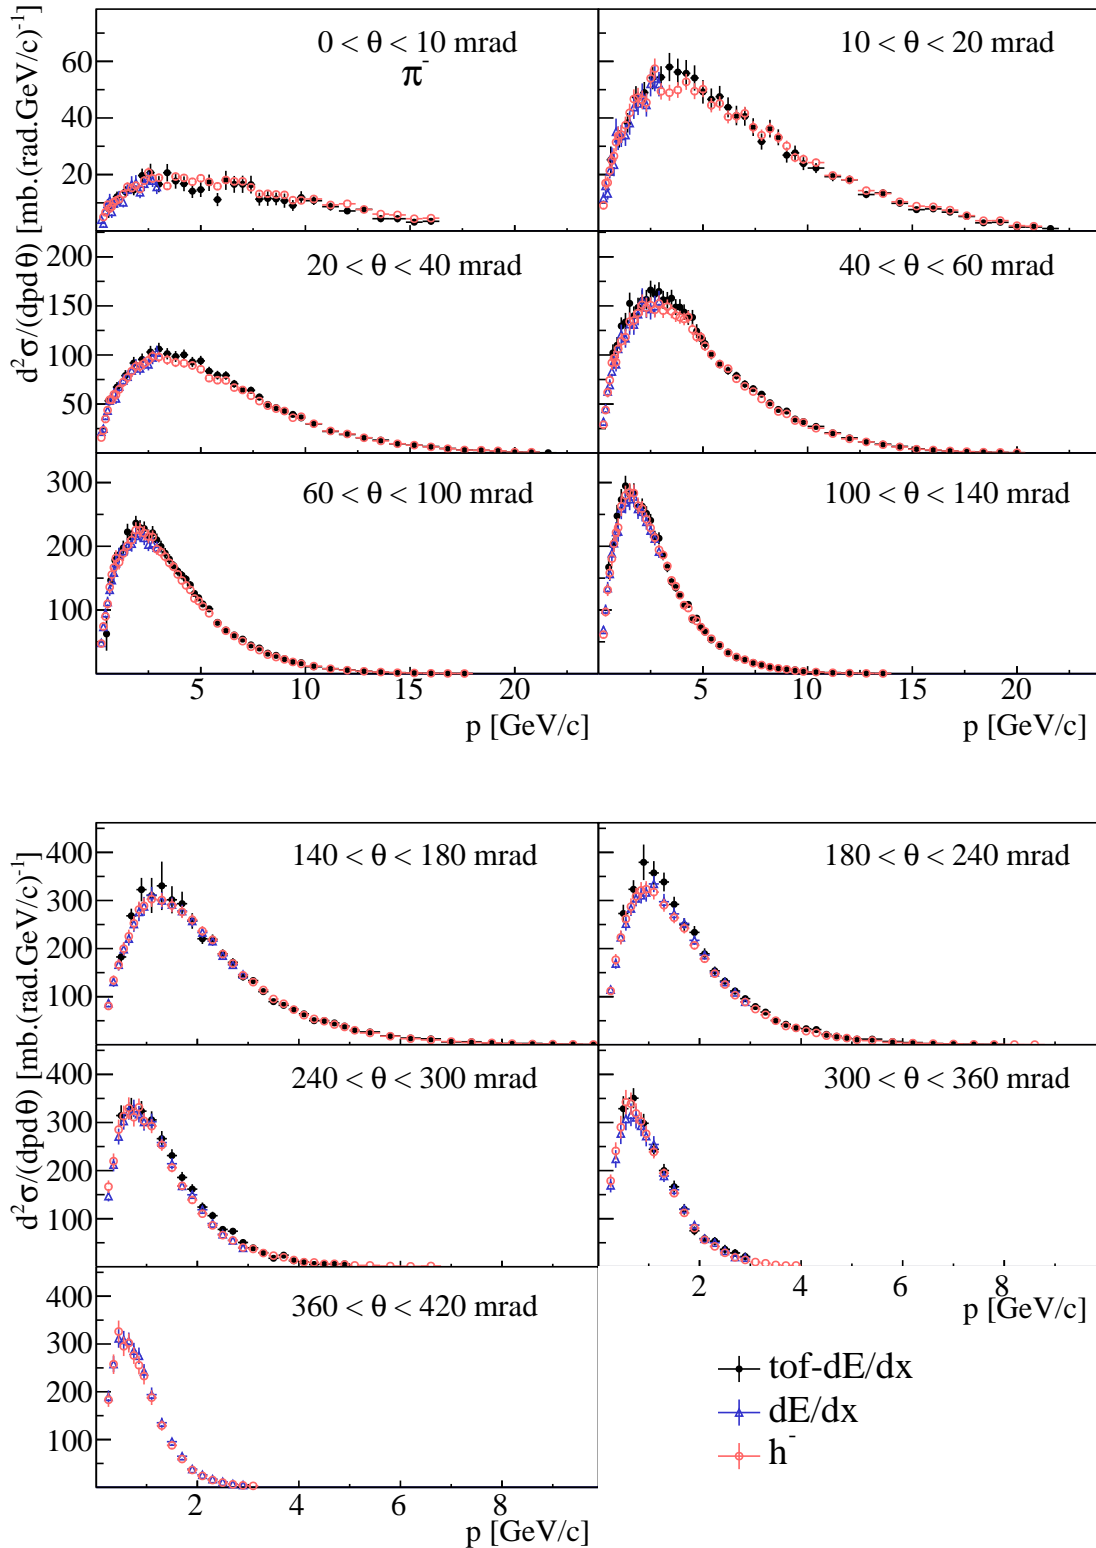 d²σ/(dpdθ) [mb.(rad.GeV/c)⁻¹]
0 < θ < 10 mrad
π⁻
10 < θ < 20 mrad
60
40
20
20 < θ < 40 mrad
40 < θ < 60 mrad
200
150
100
50
60 < θ < 100 mrad
100 < θ < 140 mrad
300
200
100
5 10 15 20
5 10 15 20
p [GeV/c]
p [GeV/c]
d²σ/(dpdθ) [mb.(rad.GeV/c)⁻¹]
140 < θ < 180 mrad
180 < θ < 240 mrad
400
300
200
100
240 < θ < 300 mrad
300 < θ < 360 mrad
400
300
200
100
2 4 6 8
p [GeV/c]
360 < θ < 420 mrad
400
300
200
100
2 4 6 8
p [GeV/c]
tof-dE/dx
dE/dx
h⁻